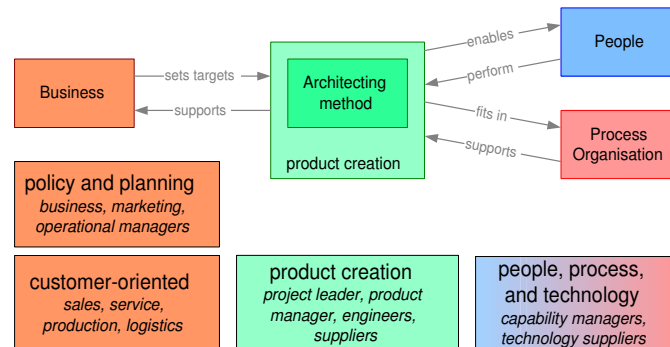 Business
sets targets
supports
Architecting
method
product creation
enables
perform
fits in
supports
People
Process
Organisation
policy and planning
business, marketing,
operational managers
customer-oriented
sales, service,
production, logistics
product creation
project leader, product
manager, engineers,
suppliers
people, process,
and technology
capability managers,
technology suppliers